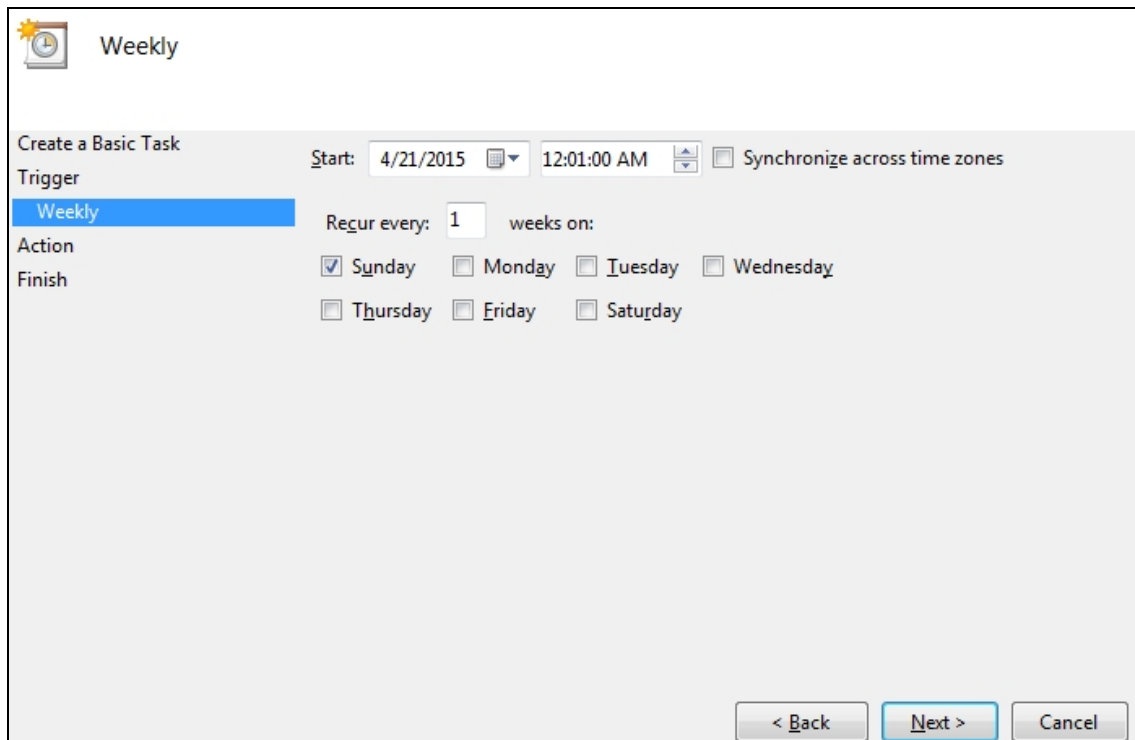 Weekly
Create a Basic Task
Trigger
Weekly
Action
Finish
Start: 4/21/2015 12:01:00 AM Synchronize across time zones
Recur every: 1 weeks on:
Sunday Monday Tuesday Wednesday
Thursday Friday Saturday
< Back Next > Cancel